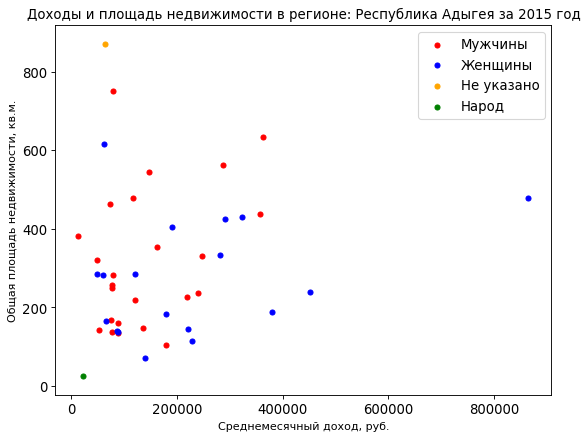 Доходы и площадь недвижимости в регионе: Республика Адыгея за 2015 год
Мужчины
Женщины
Не указано
Народ
800
600
400
200
0
Общая площадь недвижимости, кв.м.
0 200000 400000 600000 800000
Среднемесячный доход, руб.